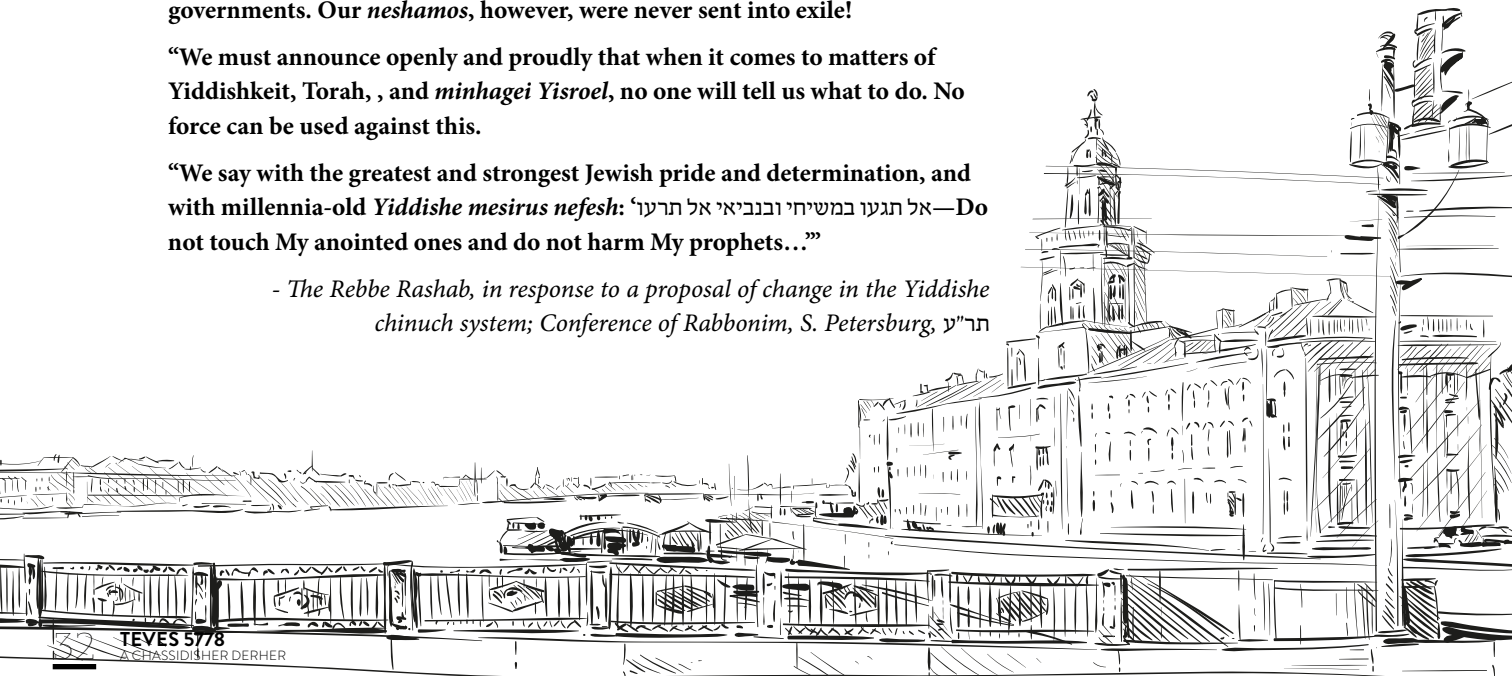 governments. Our neshamos, however, were never sent into exile!
“We must announce openly and proudly that when it comes to matters of
Yiddishkeit, Torah, , and minhagei Yisroel, no one will tell us what to do. No
force can be used against this.
“We say with the greatest and strongest Jewish pride and determination, and
with millennia-old Yiddishe mesirus nefesh: ‘אל תגעו במשיחי ובנביאי אל תרעו—Do
not touch My anointed ones and do not harm My prophets…’”
- The Rebbe Rashab, in response to a proposal of change in the Yiddishe
chinuch system; Conference of Rabbonim, S. Petersburg, תר”ע
32
TEVES 5778
A CHASSIDISHER DERHER